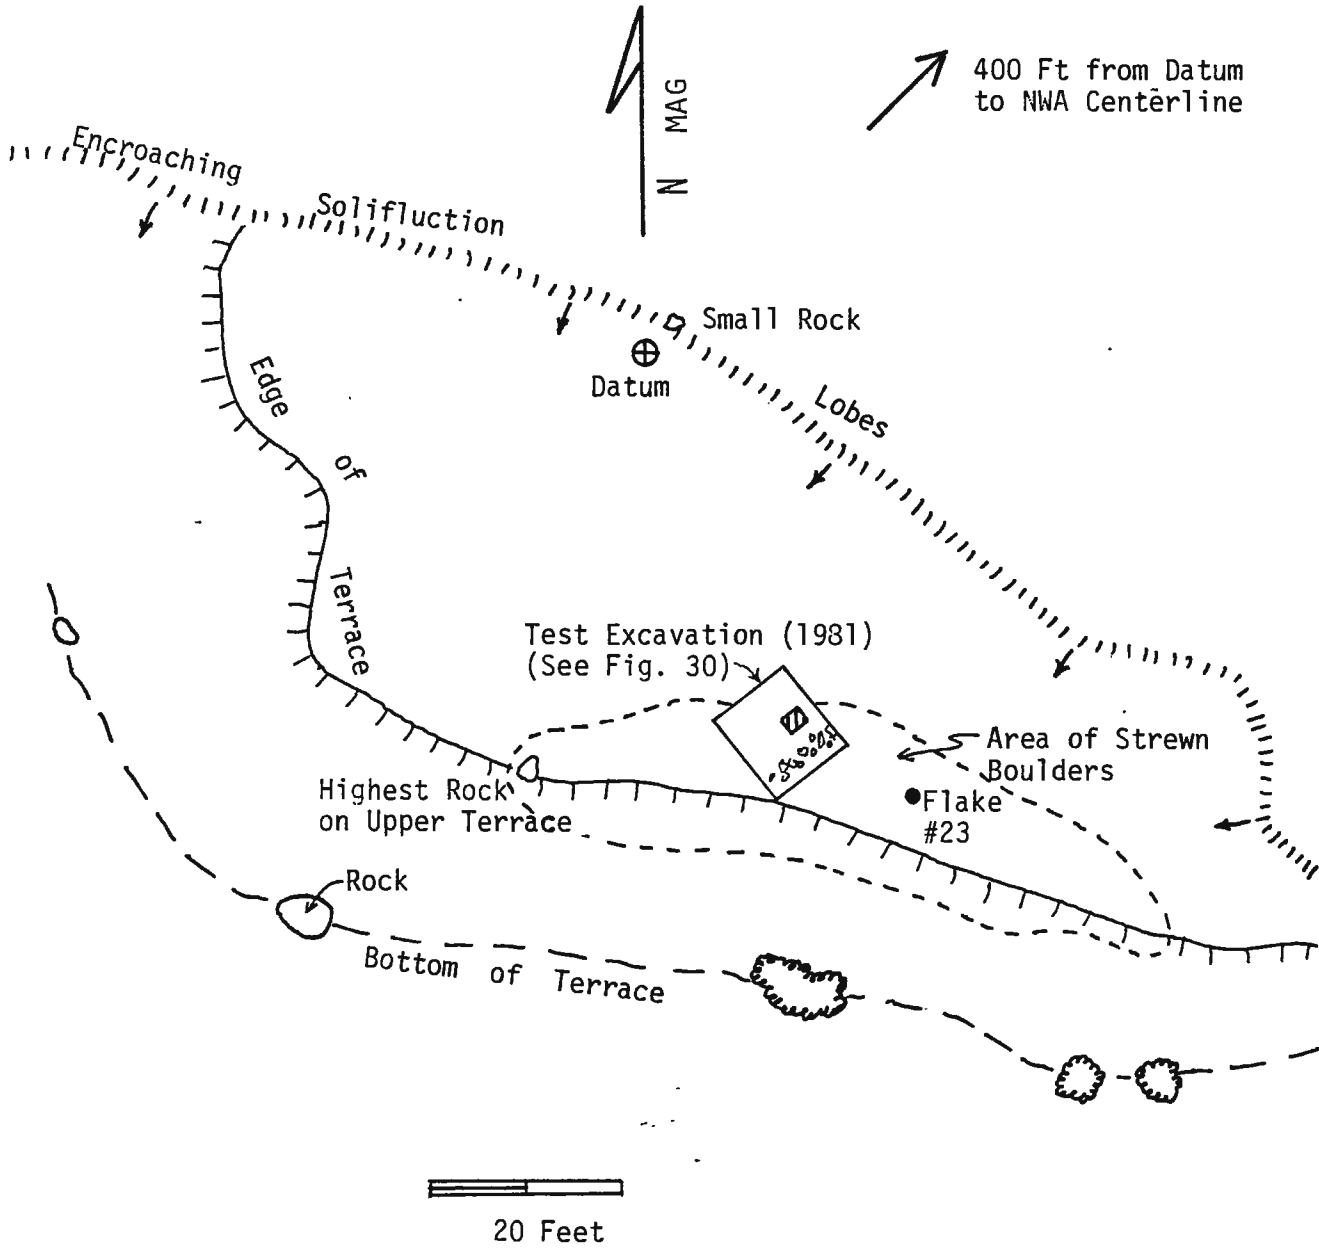 400 Ft from Datum
to NWA Centerline
N MAG
Encroaching Solifluction Lobes
Small Rock
Datum
Edge of Terrace
Test Excavation (1981)
(See Fig. 30)
Area of Strewn
Boulders
Highest Rock
on Upper Terrace
Flake
#23
Rock
Bottom of Terrace
20 Feet